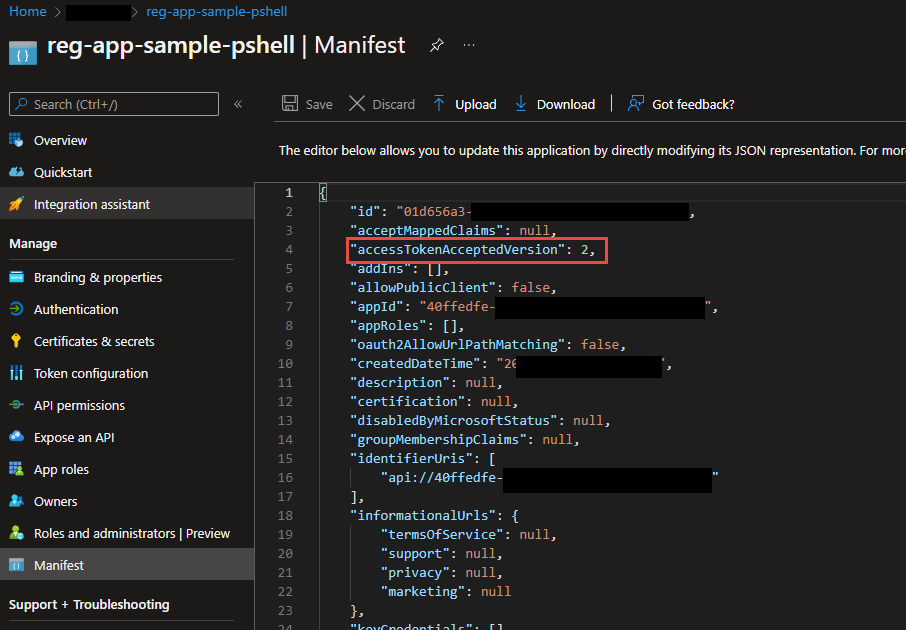 Home > > reg-app-sample-pshell
reg-app-sample-pshell | Manifest ...
Search (Ctrl+/) «
Save Discard Upload Download | Got feedback?
Overview
Quickstart
Integration assistant
Manage
Branding & properties
Authentication
Certificates & secrets
Token configuration
API permissions
Expose an API
App roles
Owners
Roles and administrators | Preview
Manifest
Support + Troubleshooting
The editor below allows you to update this application by directly modifying its JSON representation. For more
1 {
2 "id": "01d656a3- ,
3 "acceptMappedClaims": null,
4 "accessTokenAcceptedVersion": 2,
5 "addIns": [],
6 "allowPublicClient": false,
7 "appId": "40ffedfe- ",
8 "appRoles": [],
9 "oauth2AllowUrlPathMatching": false,
10 "createdDateTime": "20 ,
11 "description": null,
12 "certification": null,
13 "disabledByMicrosoftStatus": null,
14 "groupMembershipClaims": null,
15 "identifierUris": [
16 "api://40ffedfe- "
17 ],
18 "informationalUrls": {
19 "termsOfService": null,
20 "support": null,
21 "privacy": null,
22 "marketing": null
23 },
24 "keyCredentials": []